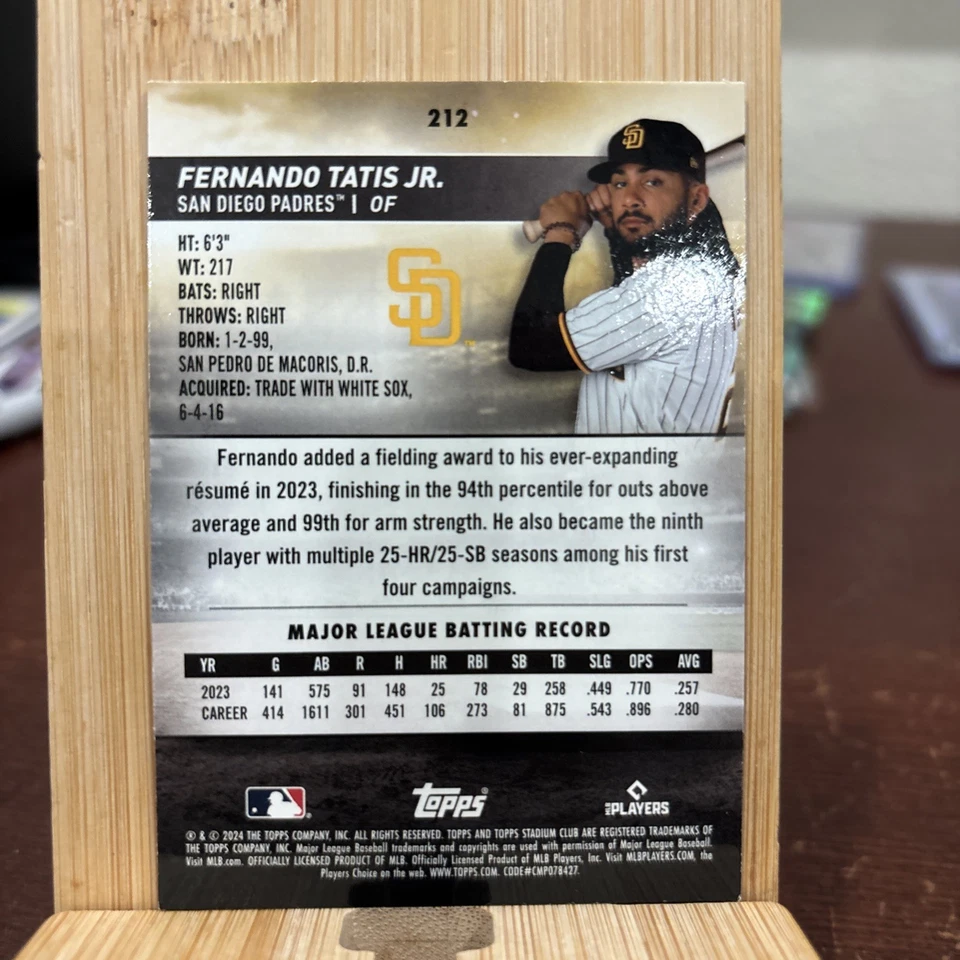 212
FERNANDO TATIS JR.
SAN DIEGO PADRES™ | OF
HT: 6'3"
WT: 217
BATS: RIGHT
THROWS: RIGHT
BORN: 1-2-99,
SAN PEDRO DE MACORIS, D.R.
ACQUIRED: TRADE WITH WHITE SOX,
6-4-16
SD™
SD
Fernando added a fielding award to his ever-expanding
résumé in 2023, finishing in the 94th percentile for outs above
average and 99th for arm strength. He also became the ninth
player with multiple 25-HR/25-SB seasons among his first
four campaigns.
MAJOR LEAGUE BATTING RECORD
YR G AB R H HR RBI SB TB SLG OPS AVG
2023 141 575 91 148 25 78 29 258 .449 .770 .257
CAREER 414 1611 301 451 106 273 81 875 .543 .896 .280
topps®
MLB PLAYERS
® & © 2024 THE TOPPS COMPANY, INC. ALL RIGHTS RESERVED. TOPPS AND TOPPS STADIUM CLUB ARE REGISTERED TRADEMARKS OF
THE TOPPS COMPANY, INC. Major League Baseball trademarks and copyrights are used with permission of Major League Baseball.
Visit MLB.com. OFFICIALLY LICENSED PRODUCT OF MLB. Officially Licensed Product of MLB Players, Inc. Visit MLBPLAYERS.COM, the
Players Choice on the web. WWW.TOPPS.COM. CODE#CMP078427.